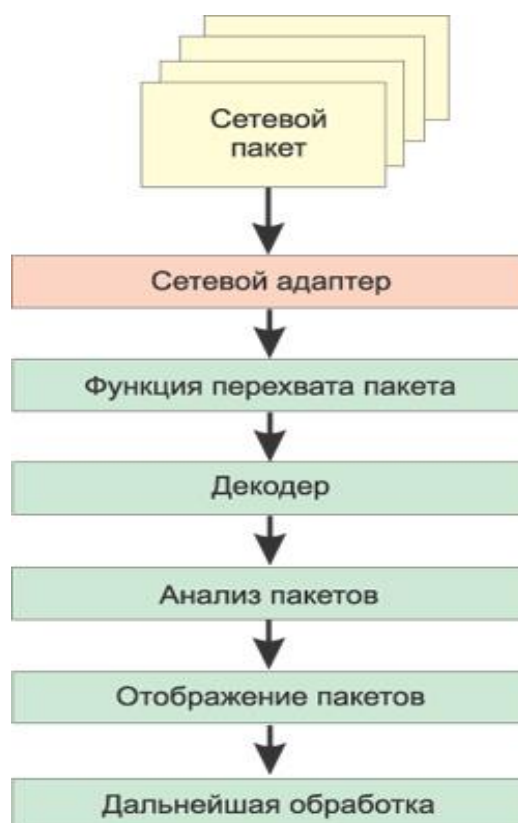 Сетевой
пакет
Сетевой адаптер
Функция перехвата пакета
Декодер
Анализ пакетов
Отображение пакетов
Дальнейшая обработка